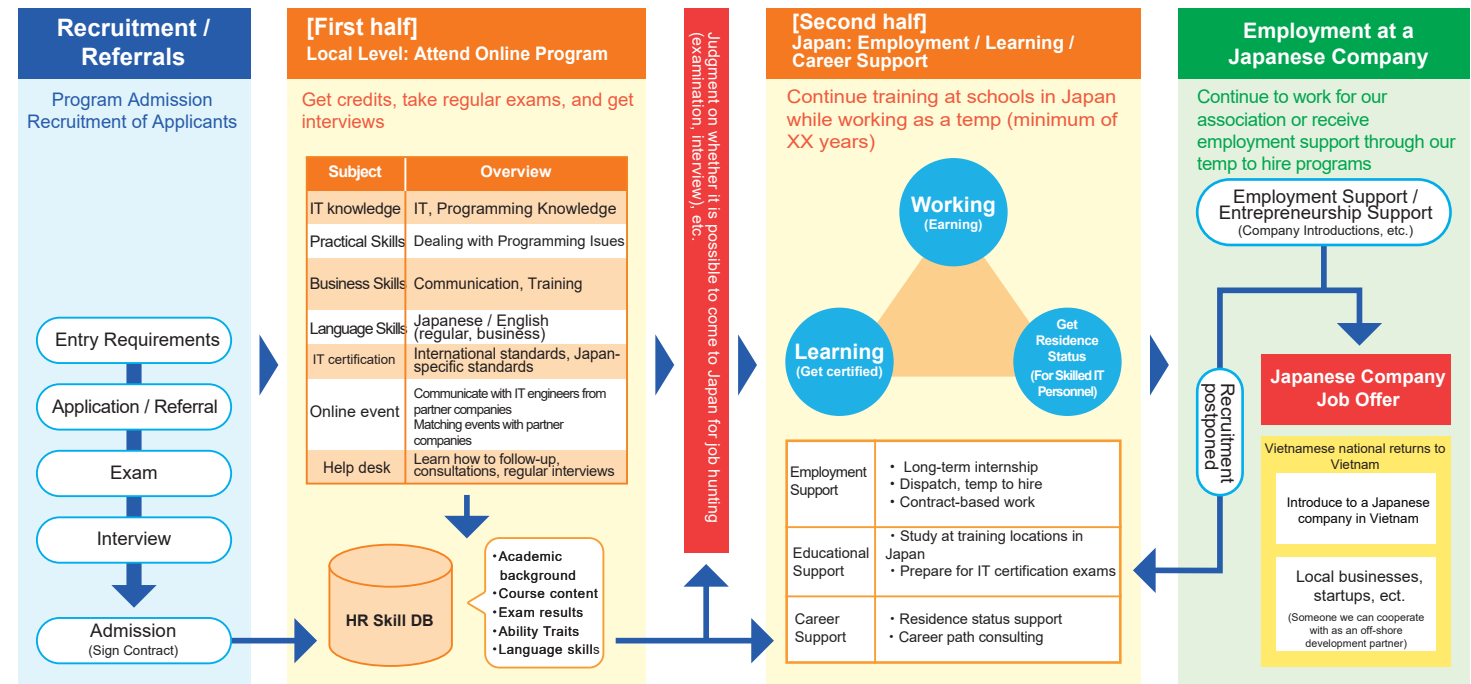 Recruitment /
Referrals
Program Admission
Recruitment of Applicants
Entry Requirements
Application / Referral
Exam
Interview
Admission
(Sign Contract)
[First half]
Local Level: Attend Online Program
Get credits, take regular exams, and get
interviews
Subject Overview
IT knowledge IT, Programming Knowledge
Practical Skills Dealing with Programming Isues
Business Skills Communication, Training
Language Skills Japanese / English
(regular, business)
IT certification International standards, Japan-
specific standards
Online event Communicate with IT engineers from
partner companies
Matching events with partner
companies
Help desk Learn how to follow-up,
consultations, regular interviews
HR Skill DB
・Academic
background
・Course content
・Exam results
・Ability Traits
・Language skills
Judgment on whether it is possible to come to Japan for job hunting
(examination, interview), etc.
[Second half]
Japan: Employment / Learning /
Career Support
Continue training at schools in Japan
while working as a temp (minimum of
XX years)
Working
(Earning)
Learning
(Get certified)
Get
Residence
Status
(For Skilled IT
Personnel)
Employment
Support
・ Long-term internship
・ Dispatch, temp to hire
・ Contract-based work
Educational
Support
・ Study at training locations in
Japan
・ Prepare for IT certification exams
Career
Support
・ Residence status support
・ Career path consulting
Employment at a
Japanese Company
Continue to work for our
association or receive
employment support through our
temp to hire programs
Employment Support /
Entrepreneurship Support
(Company Introductions, etc.)
Recruitment
postponed
Japanese Company
Job Offer
Vietnamese national returns to
Vietnam
Introduce to a Japanese
company in Vietnam
Local businesses,
startups, ect.
(Someone we can cooperate
with as an off-shore
development partner)